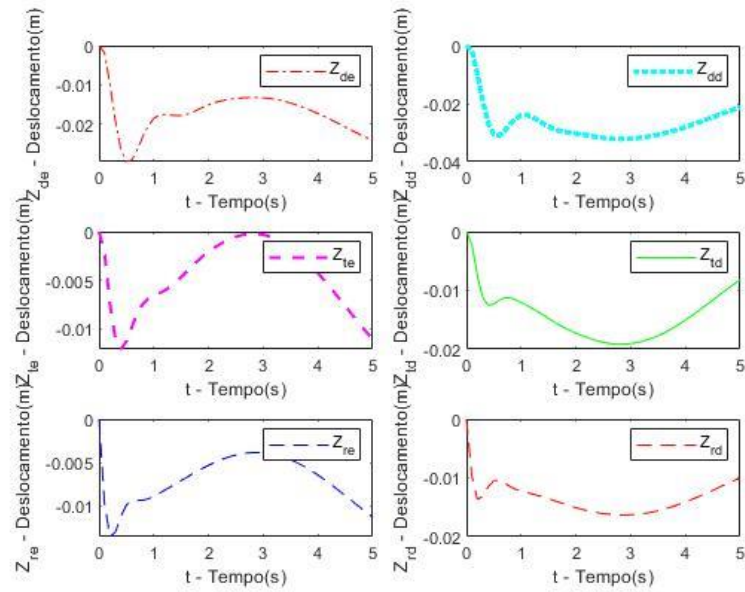 0
-0.01
-0.02
Z_de - Deslocamento(m)
Z_de
0 1 2 3 4 5
t - Tempo(s)
0
-0.02
-0.04
Z_dd - Deslocamento(m)
Z_dd
0 1 2 3 4 5
t - Tempo(s)
0
-0.005
-0.01
Z_te - Deslocamento(m)
Z_te
0 1 2 3 4 5
t - Tempo(s)
0
-0.01
-0.02
Z_td - Deslocamento(m)
Z_td
0 1 2 3 4 5
t - Tempo(s)
0
-0.005
-0.01
Z_re - Deslocamento(m)
Z_re
0 1 2 3 4 5
t - Tempo(s)
0
-0.01
-0.02
Z_rd - Deslocamento(m)
Z_rd
0 1 2 3 4 5
t - Tempo(s)